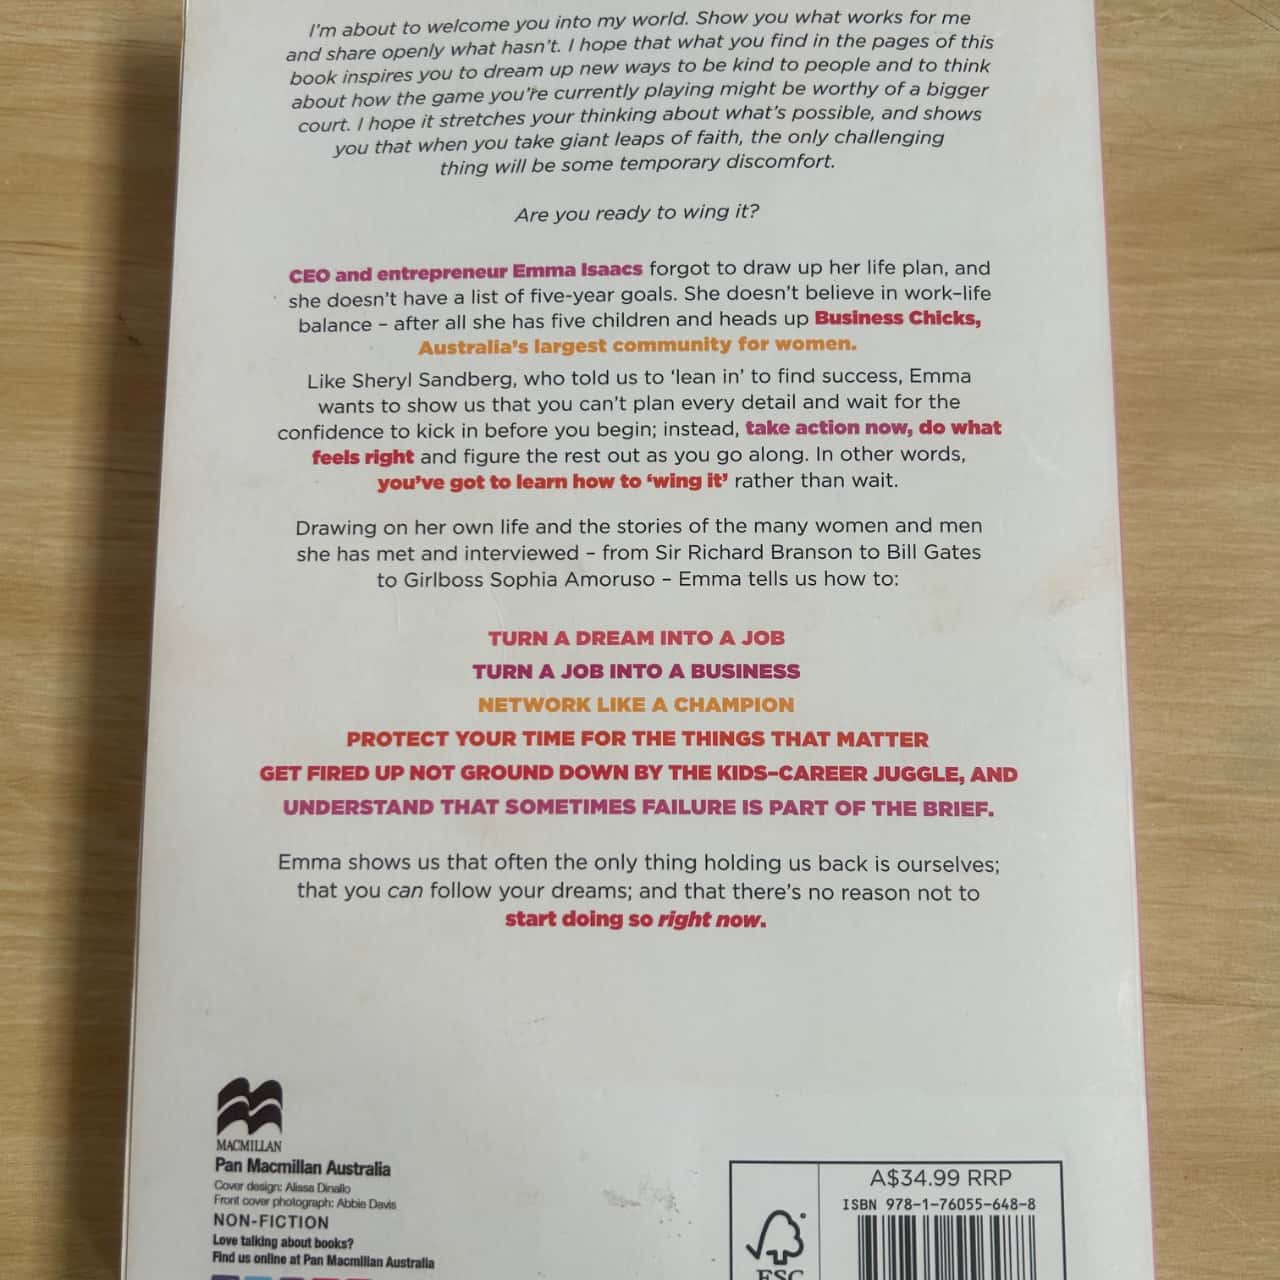 I'm about to welcome you into my world. Show you what works for me
and share openly what hasn't. I hope that what you find in the pages of this
book inspires you to dream up new ways to be kind to people and to think
about how the game you're currently playing might be worthy of a bigger
court. I hope it stretches your thinking about what's possible, and shows
you that when you take giant leaps of faith, the only challenging
thing will be some temporary discomfort.
Are you ready to wing it?
CEO and entrepreneur Emma Isaacs forgot to draw up her life plan, and
she doesn't have a list of five-year goals. She doesn't believe in work–life
balance – after all she has five children and heads up Business Chicks,
Australia's largest community for women.
Like Sheryl Sandberg, who told us to 'lean in' to find success, Emma
wants to show us that you can't plan every detail and wait for the
confidence to kick in before you begin; instead, take action now, do what
feels right and figure the rest out as you go along. In other words,
you've got to learn how to 'wing it' rather than wait.
Drawing on her own life and the stories of the many women and men
she has met and interviewed – from Sir Richard Branson to Bill Gates
to Girlboss Sophia Amoruso – Emma tells us how to:
TURN A DREAM INTO A JOB
TURN A JOB INTO A BUSINESS
NETWORK LIKE A CHAMPION
PROTECT YOUR TIME FOR THE THINGS THAT MATTER
GET FIRED UP NOT GROUND DOWN BY THE KIDS–CAREER JUGGLE, AND
UNDERSTAND THAT SOMETIMES FAILURE IS PART OF THE BRIEF.
Emma shows us that often the only thing holding us back is ourselves;
that you can follow your dreams; and that there's no reason not to
start doing so right now.
MACMILLAN
Pan Macmillan Australia
Cover design: Alissa Dinallo
Front cover photograph: Abbie Davis
NON-FICTION
Love talking about books?
Find us online at Pan Macmillan Australia
A$34.99 RRP
ISBN 978-1-76055-648-8
FSC